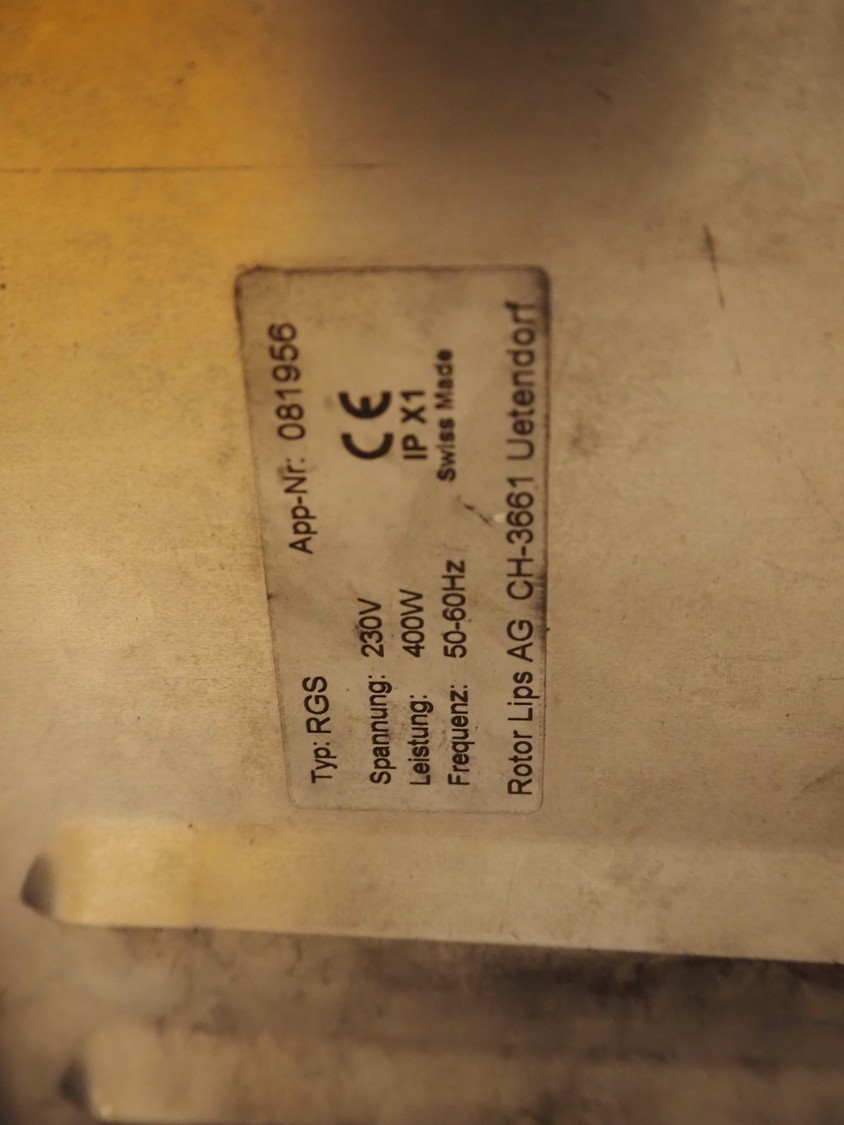 Typ: RGS App-Nr: 081956
Spannung: 230V CE
Leistung: 400W IP X1
Frequenz: 50-60Hz Swiss Made
Rotor Lips AG CH-3661 Uetendorf